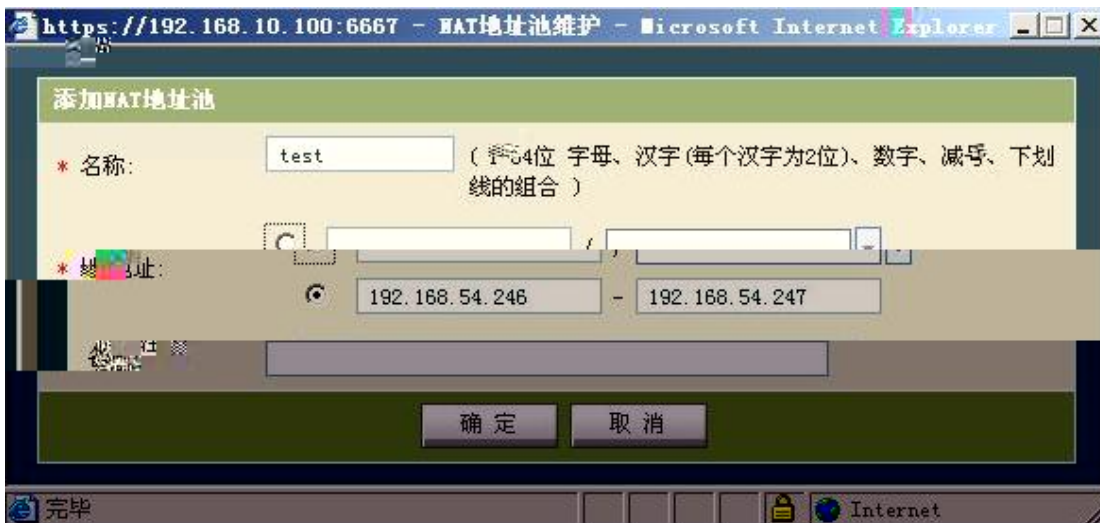 https://192.168.10.100:6667 - NAT地址池维护 - Microsoft Internet Explorer
添加NAT地址池
* 名称: test ( 64位 字母、汉字(每个汉字为2位)、数字、减号、下划
线的组合 )
/
* 地址:
192.168.54.246 - 192.168.54.247
确 定 取 消
完毕 Internet